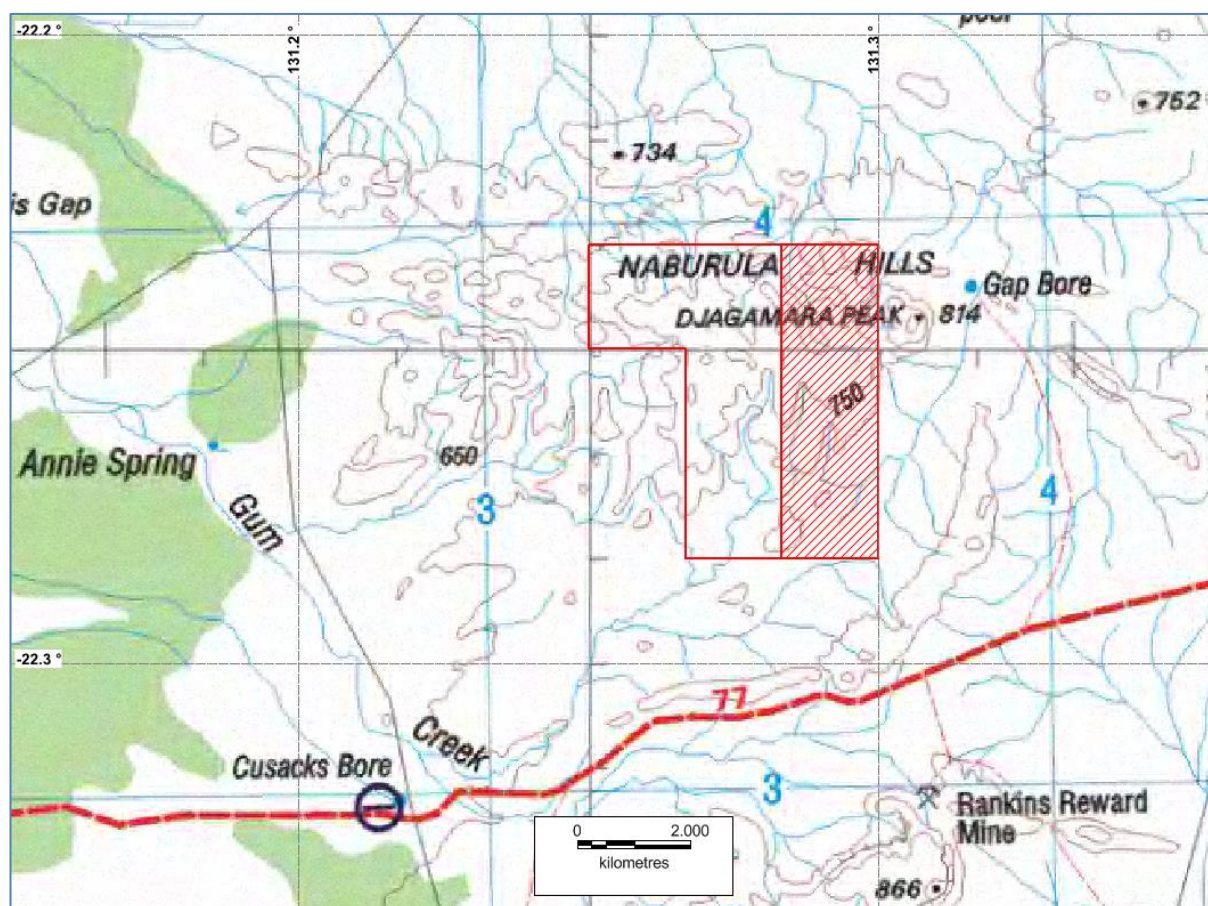 -22.2 °
131.2 °
131.3 °
752
734
is Gap
4
NABURULA HILLS
Gap Bore
DJAGAMARA PEAK
814
750
650
Annie Spring
3
4
Gum
-22.3 °
77
Creek
Cusacks Bore
3
Rankins Reward
Mine
0 2.000
kilometres
866